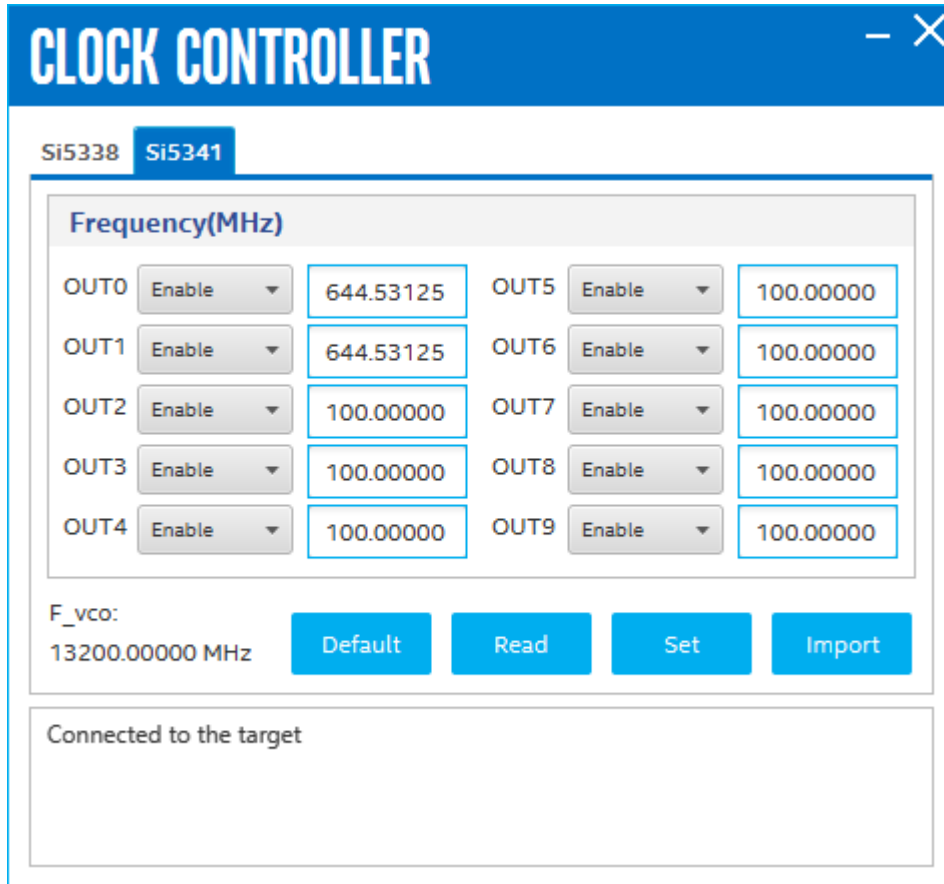 CLOCK CONTROLLER
Si5338 Si5341
Frequency(MHz)
OUT0 Enable 644.53125 OUT5 Enable 100.00000
OUT1 Enable 644.53125 OUT6 Enable 100.00000
OUT2 Enable 100.00000 OUT7 Enable 100.00000
OUT3 Enable 100.00000 OUT8 Enable 100.00000
OUT4 Enable 100.00000 OUT9 Enable 100.00000
F_vco:
13200.00000 MHz
Default Read Set Import
Connected to the target